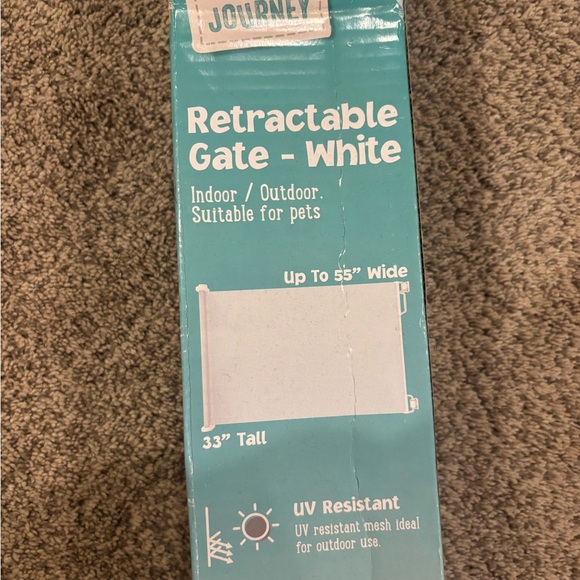 JOURNEY
Retractable
Gate - White
Indoor / Outdoor.
Suitable for pets
Up To 55" Wide
33" Tall
UV Resistant
UV resistant mesh ideal
for outdoor use.